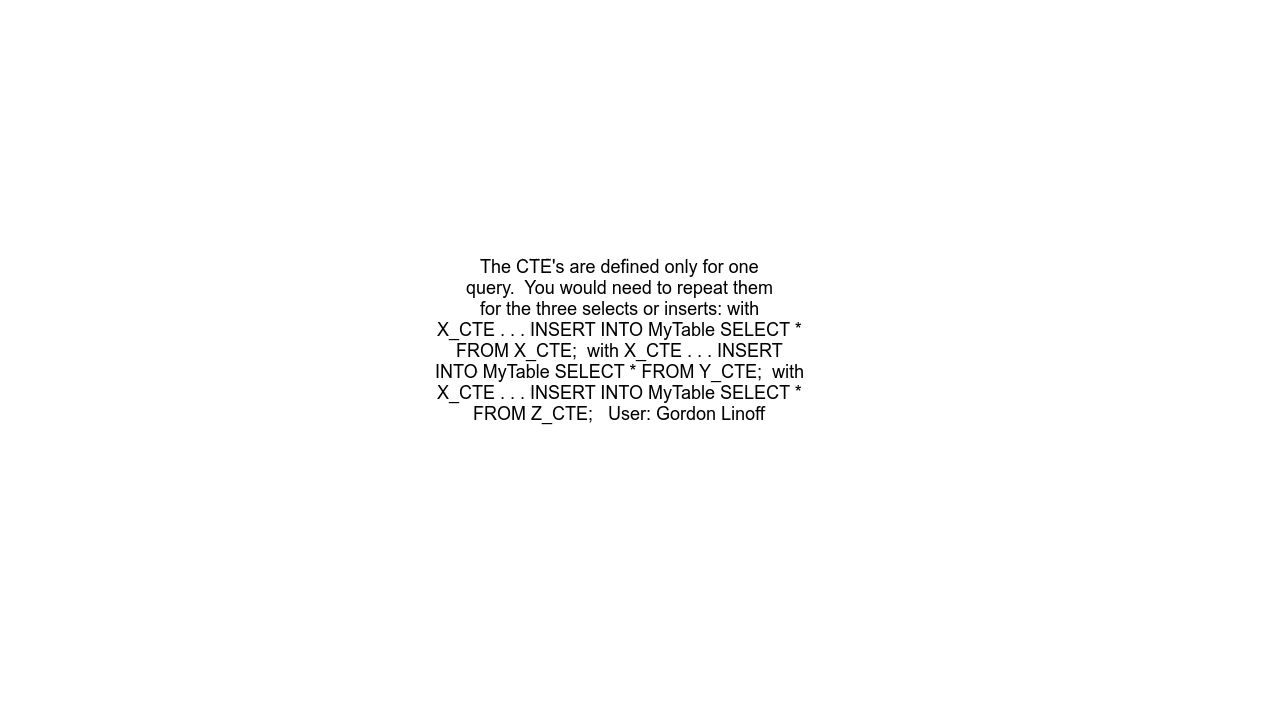 The CTE's are defined only for one
query.  You would need to repeat them
for the three selects or inserts: with
X_CTE . . . INSERT INTO MyTable SELECT *
FROM X_CTE;  with X_CTE . . . INSERT
INTO MyTable SELECT * FROM Y_CTE;  with
X_CTE . . . INSERT INTO MyTable SELECT *
FROM Z_CTE;   User: Gordon Linoff